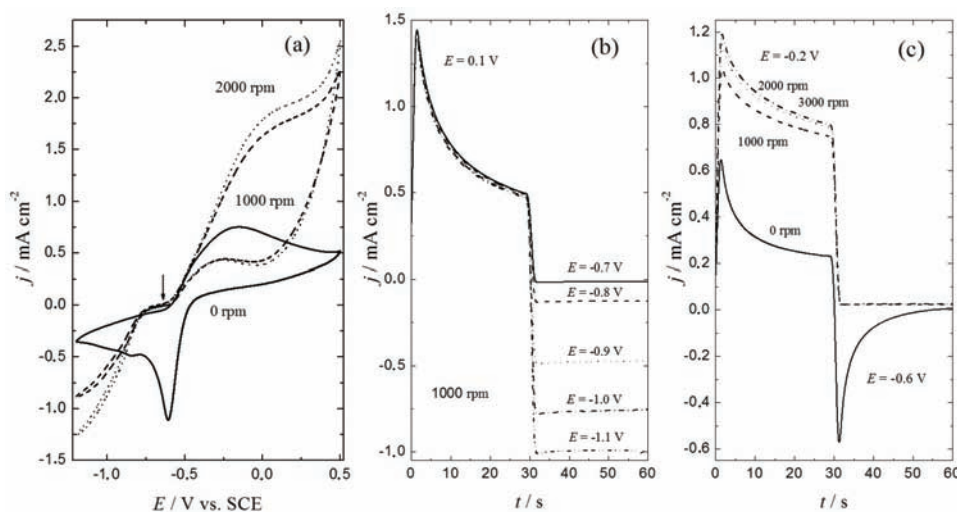 (a)
2000 rpm
1000 rpm
0 rpm
j / mA cm⁻²
2.5
2.0
1.5
1.0
0.5
0.0
-0.5
-1.0
-1.5
-1.0
-0.5
0.0
0.5
E / V vs. SCE
(b)
E = 0.1 V
E = -0.7 V
E = -0.8 V
E = -0.9 V
E = -1.0 V
E = -1.1 V
1000 rpm
j / mA cm⁻²
1.5
1.0
0.5
0.0
-0.5
-1.0
0 10 20 30 40 50 60
t / s
(c)
E = -0.2 V
2000 rpm
3000 rpm
1000 rpm
0 rpm
E = -0.6 V
j / mA cm⁻²
1.2
1.0
0.8
0.6
0.4
0.2
0.0
-0.2
-0.4
-0.6
0 10 20 30 40 50 60
t / s